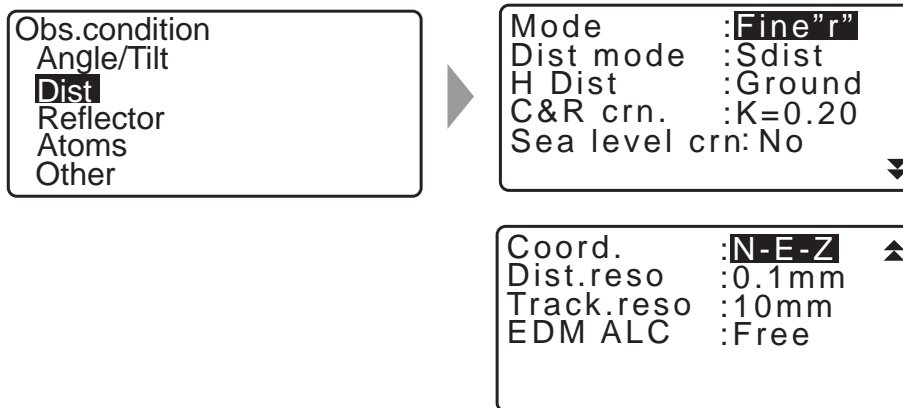 Obs.condition
Angle/Tilt
Dist
Reflector
Atoms
Other
Mode :Fine”r”
Dist mode :Sdist
H Dist :Ground
C&R crn. :K=0.20
Sea level crn: No
Coord. :N-E-Z
Dist.reso :0.1mm
Track.reso :10mm
EDM ALC :Free